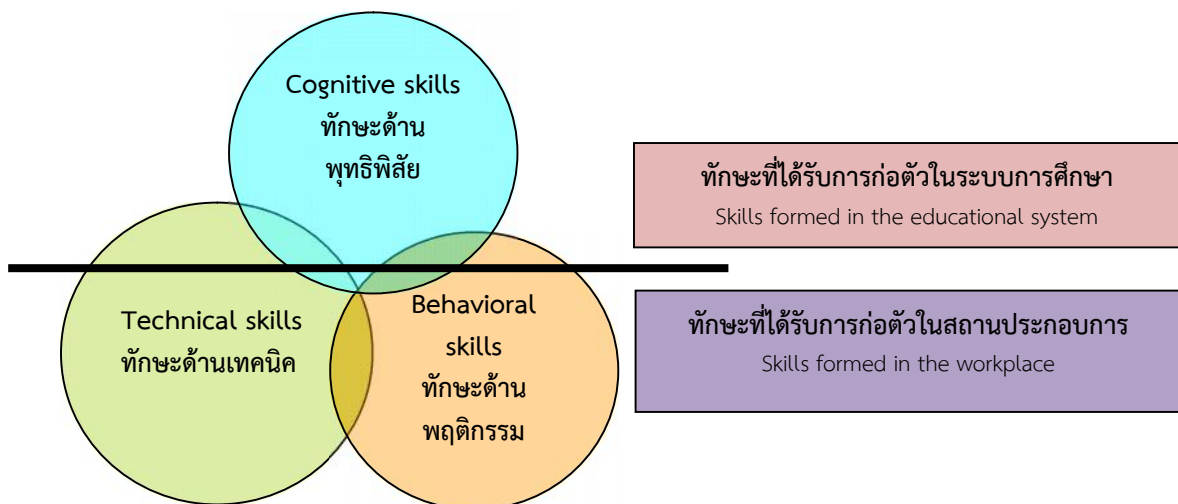 Cognitive skills
ทักษะด้าน
พุทธิพิสัย
ทักษะที่ได้รับการก่อตัวในระบบการศึกษา
Skills formed in the educational system
Technical skills
ทักษะด้านเทคนิค
Behavioral
skills
ทักษะด้าน
พฤติกรรม
ทักษะที่ได้รับการก่อตัวในสถานประกอบการ
Skills formed in the workplace